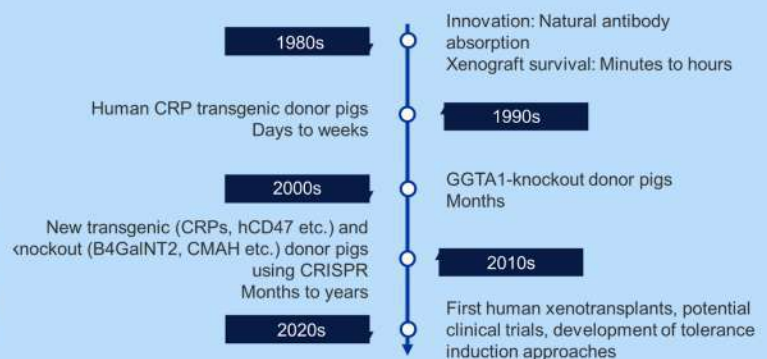 1980s
Innovation: Natural antibody
absorption
Xenograft survival: Minutes to hours
Human CRP transgenic donor pigs
Days to weeks
1990s
2000s
GGTA1-knockout donor pigs
Months
New transgenic (CRPs, hCD47 etc.) and
knockout (B4GalNT2, CMAH etc.) donor pigs
using CRISPR
Months to years
2010s
2020s
First human xenotransplants, potential
clinical trials, development of tolerance
induction approaches